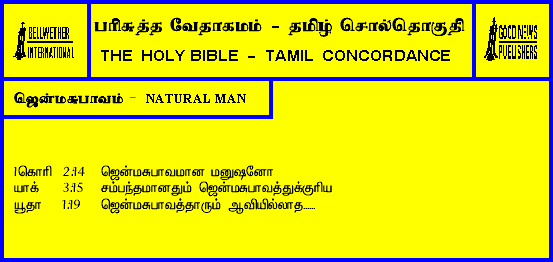 BELLWETHER
INTERNATIONAL
பரிசுத்த வேதாகமம் - தமிழ் சொல்தொகுதி
THE HOLY BIBLE - TAMIL CONCORDANCE
GOOD NEWS
PUBLISHERS
ஜென்மசுபாவம் - NATURAL MAN
1கொரி 2:14 ஜென்மசுபாவமான மனுஷனோ
யாக் 3:15 சம்பந்தமானதும் ஜென்மசுபாவத்துக்குரிய
யூதா 1:19 ஜென்மசுபாவத்தாரும் ஆவியில்லாத......